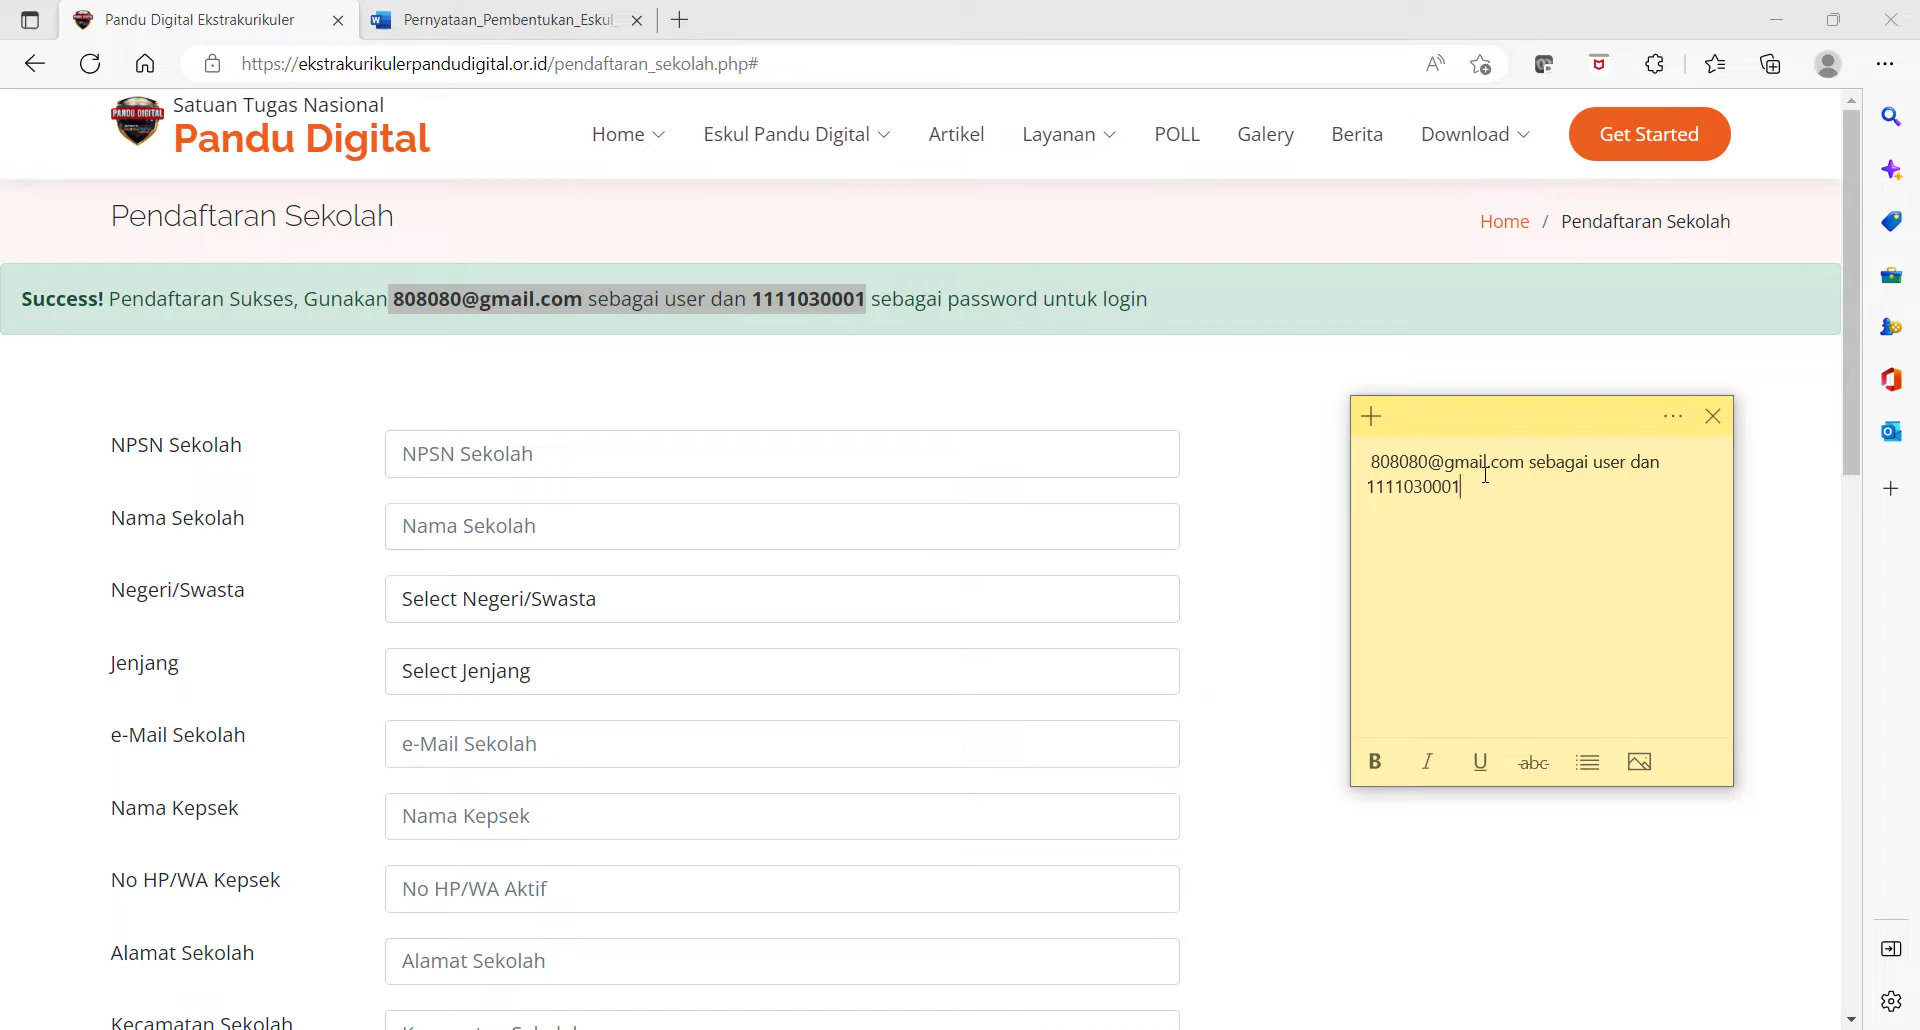 Pandu Digital Ekstrakurikuler
Pernyataan_Pembentukan_Eskul_
https://ekstrakurikulerpandudigital.or.id/pendaftaran_sekolah.php#
PANDU DIGITAL
Satuan Tugas Nasional
Pandu Digital
Home
Eskul Pandu Digital
Artikel
Layanan
POLL
Galery
Berita
Download
Get Started
Pendaftaran Sekolah
Home / Pendaftaran Sekolah
Success! Pendaftaran Sukses, Gunakan 808080@gmail.com sebagai user dan 1111030001 sebagai password untuk login
NPSN Sekolah
NPSN Sekolah
Nama Sekolah
Nama Sekolah
Negeri/Swasta
Select Negeri/Swasta
Jenjang
Select Jenjang
e-Mail Sekolah
e-Mail Sekolah
Nama Kepsek
Nama Kepsek
No HP/WA Kepsek
No HP/WA Aktif
Alamat Sekolah
Alamat Sekolah
Kecamatan Sekolah
808080@gmail.com sebagai user dan
1111030001
B I U abc